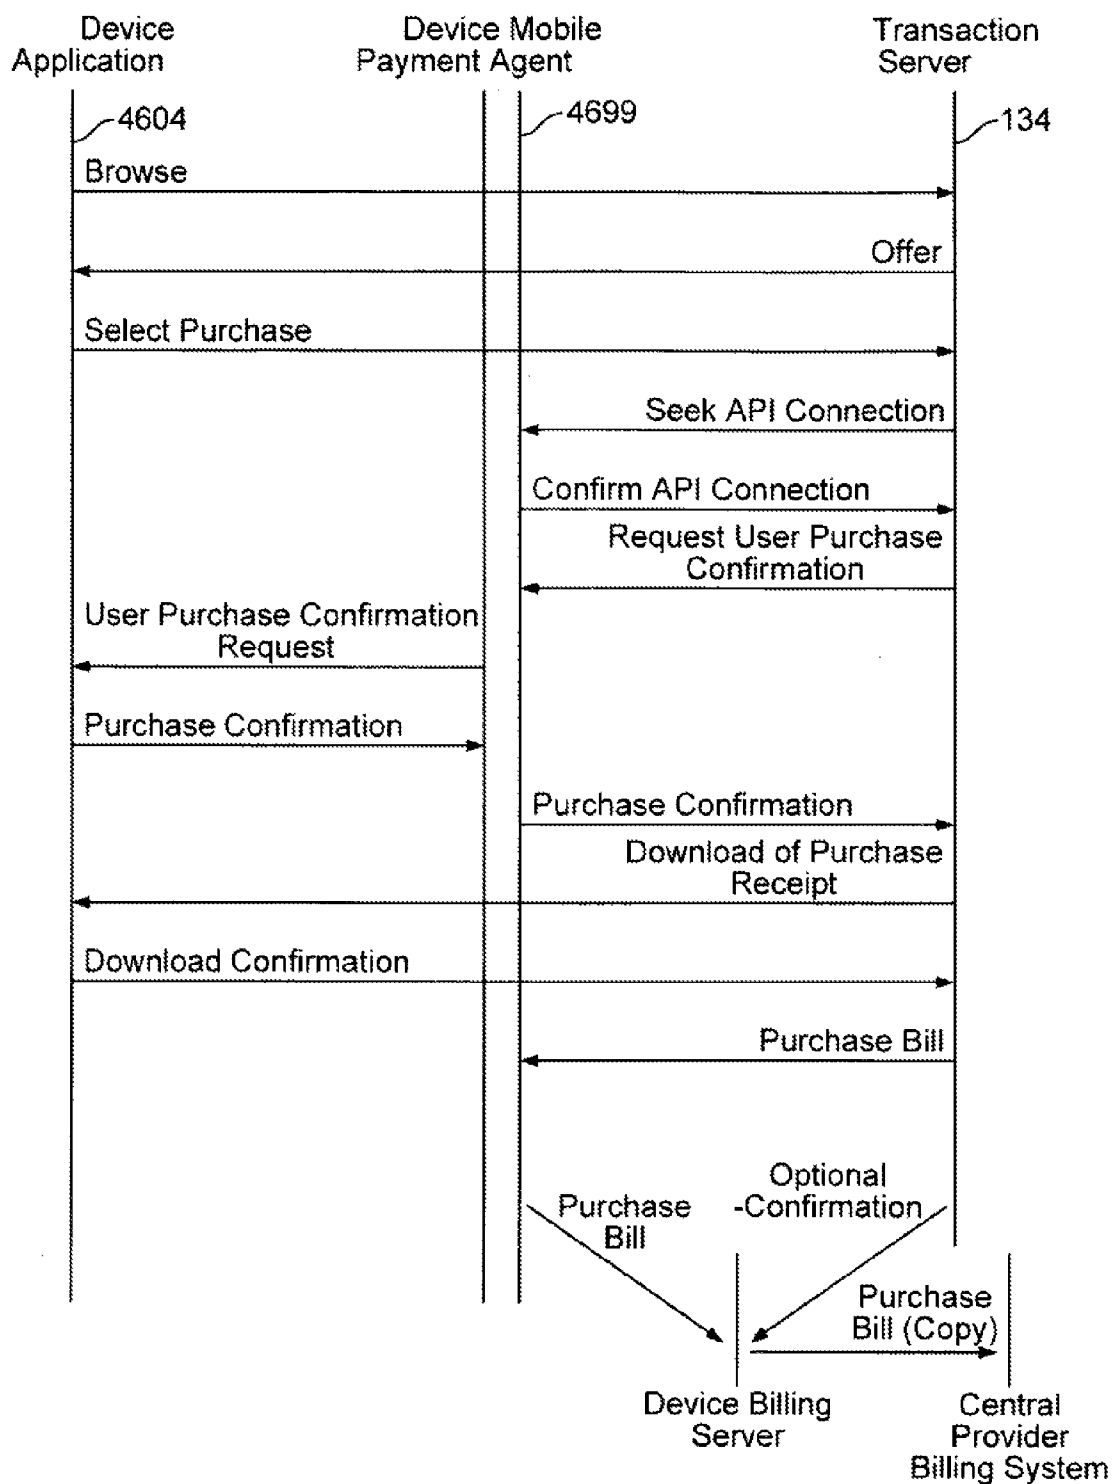 Device
Application
Device Mobile
Payment Agent
Transaction
Server
4604
4699
134
Browse
Offer
Select Purchase
Seek API Connection
Confirm API Connection
Request User Purchase
Confirmation
User Purchase Confirmation
Request
Purchase Confirmation
Purchase Confirmation
Download of Purchase
Receipt
Download Confirmation
Purchase Bill
Purchase
Bill
Optional
-Confirmation
Purchase
Bill (Copy)
Device Billing
Server
Central
Provider
Billing System